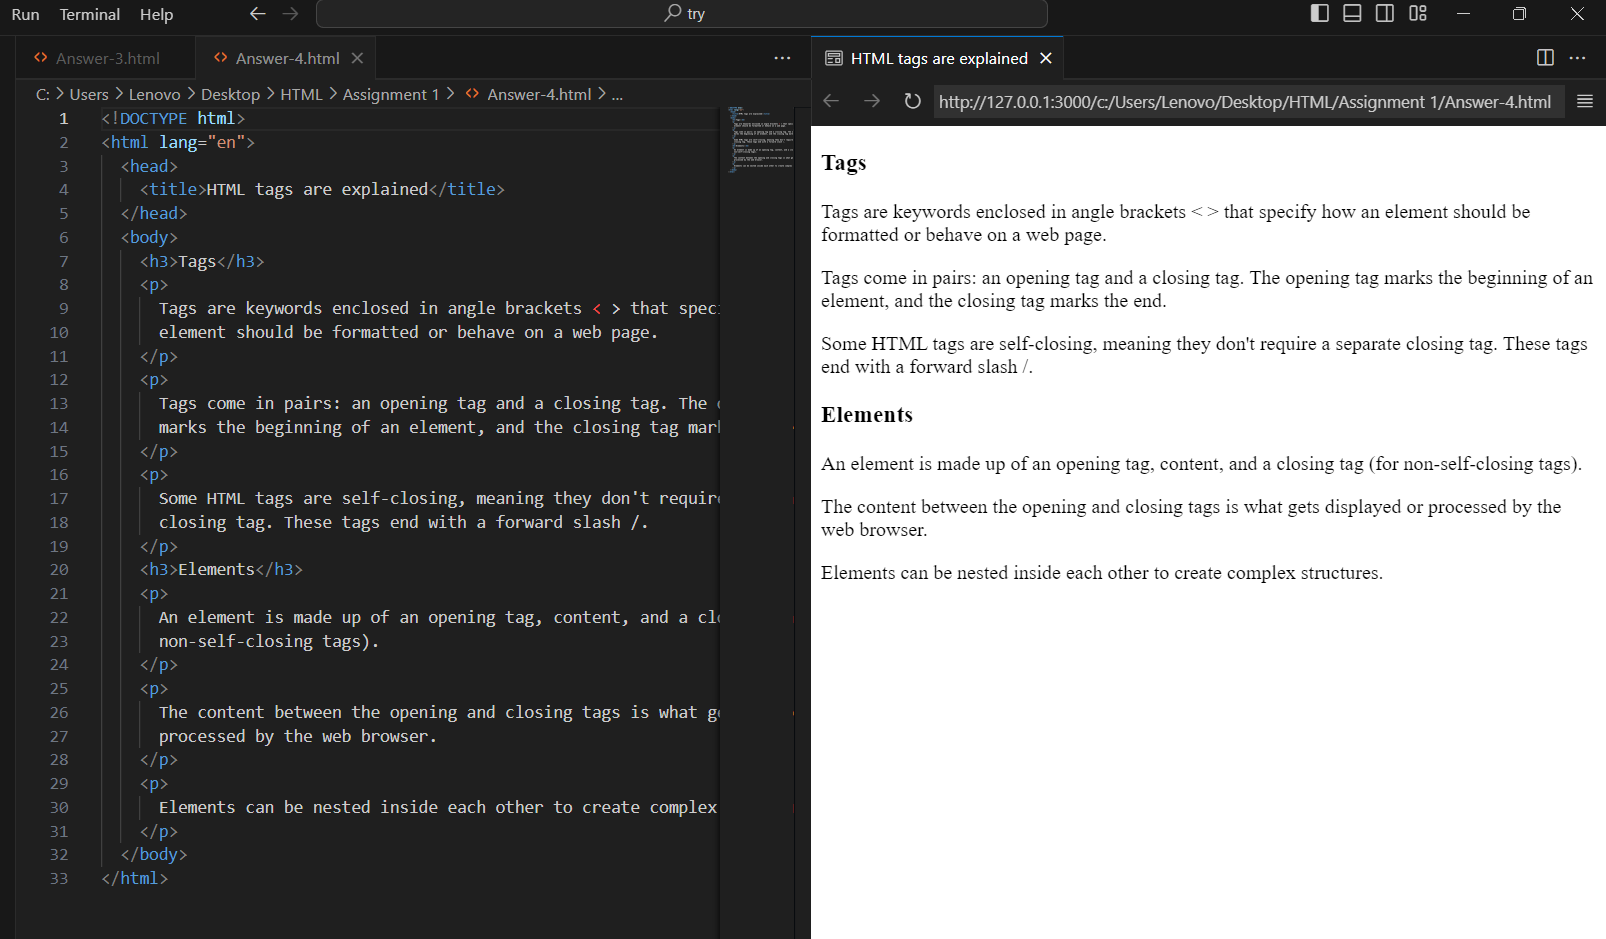 Run Terminal Help
try
Answer-3.html
Answer-4.html
HTML tags are explained
C: > Users > Lenovo > Desktop > HTML > Assignment 1 > Answer-4.html > ...
http://127.0.0.1:3000/c:/Users/Lenovo/Desktop/HTML/Assignment 1/Answer-4.html
1 <!DOCTYPE html>
2 <html lang="en">
3 <head>
4 <title>HTML tags are explained</title>
5 </head>
6 <body>
7 <h3>Tags</h3>
8 <p>
9 Tags are keywords enclosed in angle brackets < > that speci
10 element should be formatted or behave on a web page.
11 </p>
12 <p>
13 Tags come in pairs: an opening tag and a closing tag. The
14 marks the beginning of an element, and the closing tag mar
15 </p>
16 <p>
17 Some HTML tags are self-closing, meaning they don't require
18 closing tag. These tags end with a forward slash /.
19 </p>
20 <h3>Elements</h3>
21 <p>
22 An element is made up of an opening tag, content, and a clo
23 non-self-closing tags).
24 </p>
25 <p>
26 The content between the opening and closing tags is what g
27 processed by the web browser.
28 </p>
29 <p>
30 Elements can be nested inside each other to create complex
31 </p>
32 </body>
33 </html>
Tags
Tags are keywords enclosed in angle brackets < > that specify how an element should be
formatted or behave on a web page.
Tags come in pairs: an opening tag and a closing tag. The opening tag marks the beginning of an
element, and the closing tag marks the end.
Some HTML tags are self-closing, meaning they don't require a separate closing tag. These tags
end with a forward slash /.
Elements
An element is made up of an opening tag, content, and a closing tag (for non-self-closing tags).
The content between the opening and closing tags is what gets displayed or processed by the
web browser.
Elements can be nested inside each other to create complex structures.